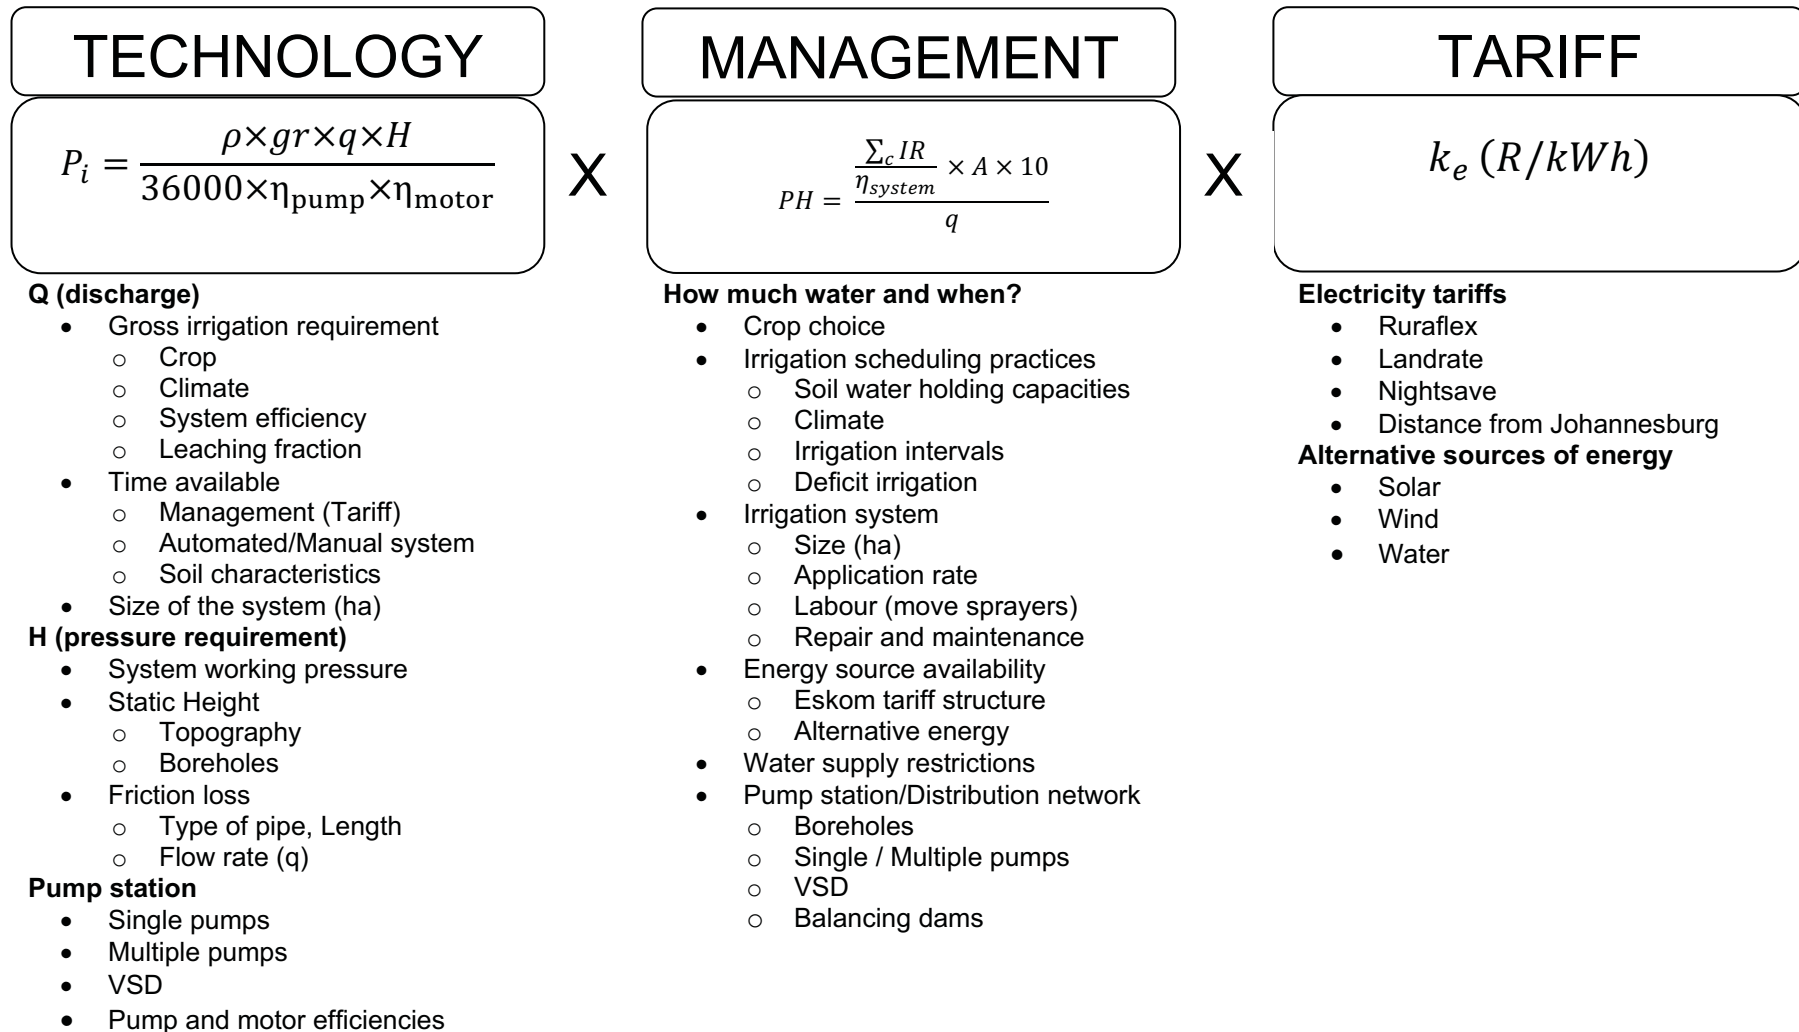 TECHNOLOGY
P_i = ρ×gr×q×H / 36000×η_pump×η_motor
Q (discharge)
• Gross irrigation requirement
o Crop
o Climate
o System efficiency
o Leaching fraction
• Time available
o Management (Tariff)
o Automated/Manual system
o Soil characteristics
• Size of the system (ha)
H (pressure requirement)
• System working pressure
• Static Height
o Topography
o Boreholes
• Friction loss
o Type of pipe, Length
o Flow rate (q)
Pump station
• Single pumps
• Multiple pumps
• VSD
• Pump and motor efficiencies
X
MANAGEMENT
PH = (∑_c IR / η_system × A × 10) / q
How much water and when?
• Crop choice
• Irrigation scheduling practices
o Soil water holding capacities
o Climate
o Irrigation intervals
o Deficit irrigation
• Irrigation system
o Size (ha)
o Application rate
o Labour (move sprayers)
o Repair and maintenance
• Energy source availability
o Eskom tariff structure
o Alternative energy
• Water supply restrictions
• Pump station/Distribution network
o Boreholes
o Single / Multiple pumps
o VSD
o Balancing dams
X
TARIFF
k_e (R/kWh)
Electricity tariffs
• Ruraflex
• Landrate
• Nightsave
• Distance from Johannesburg
Alternative sources of energy
• Solar
• Wind
• Water